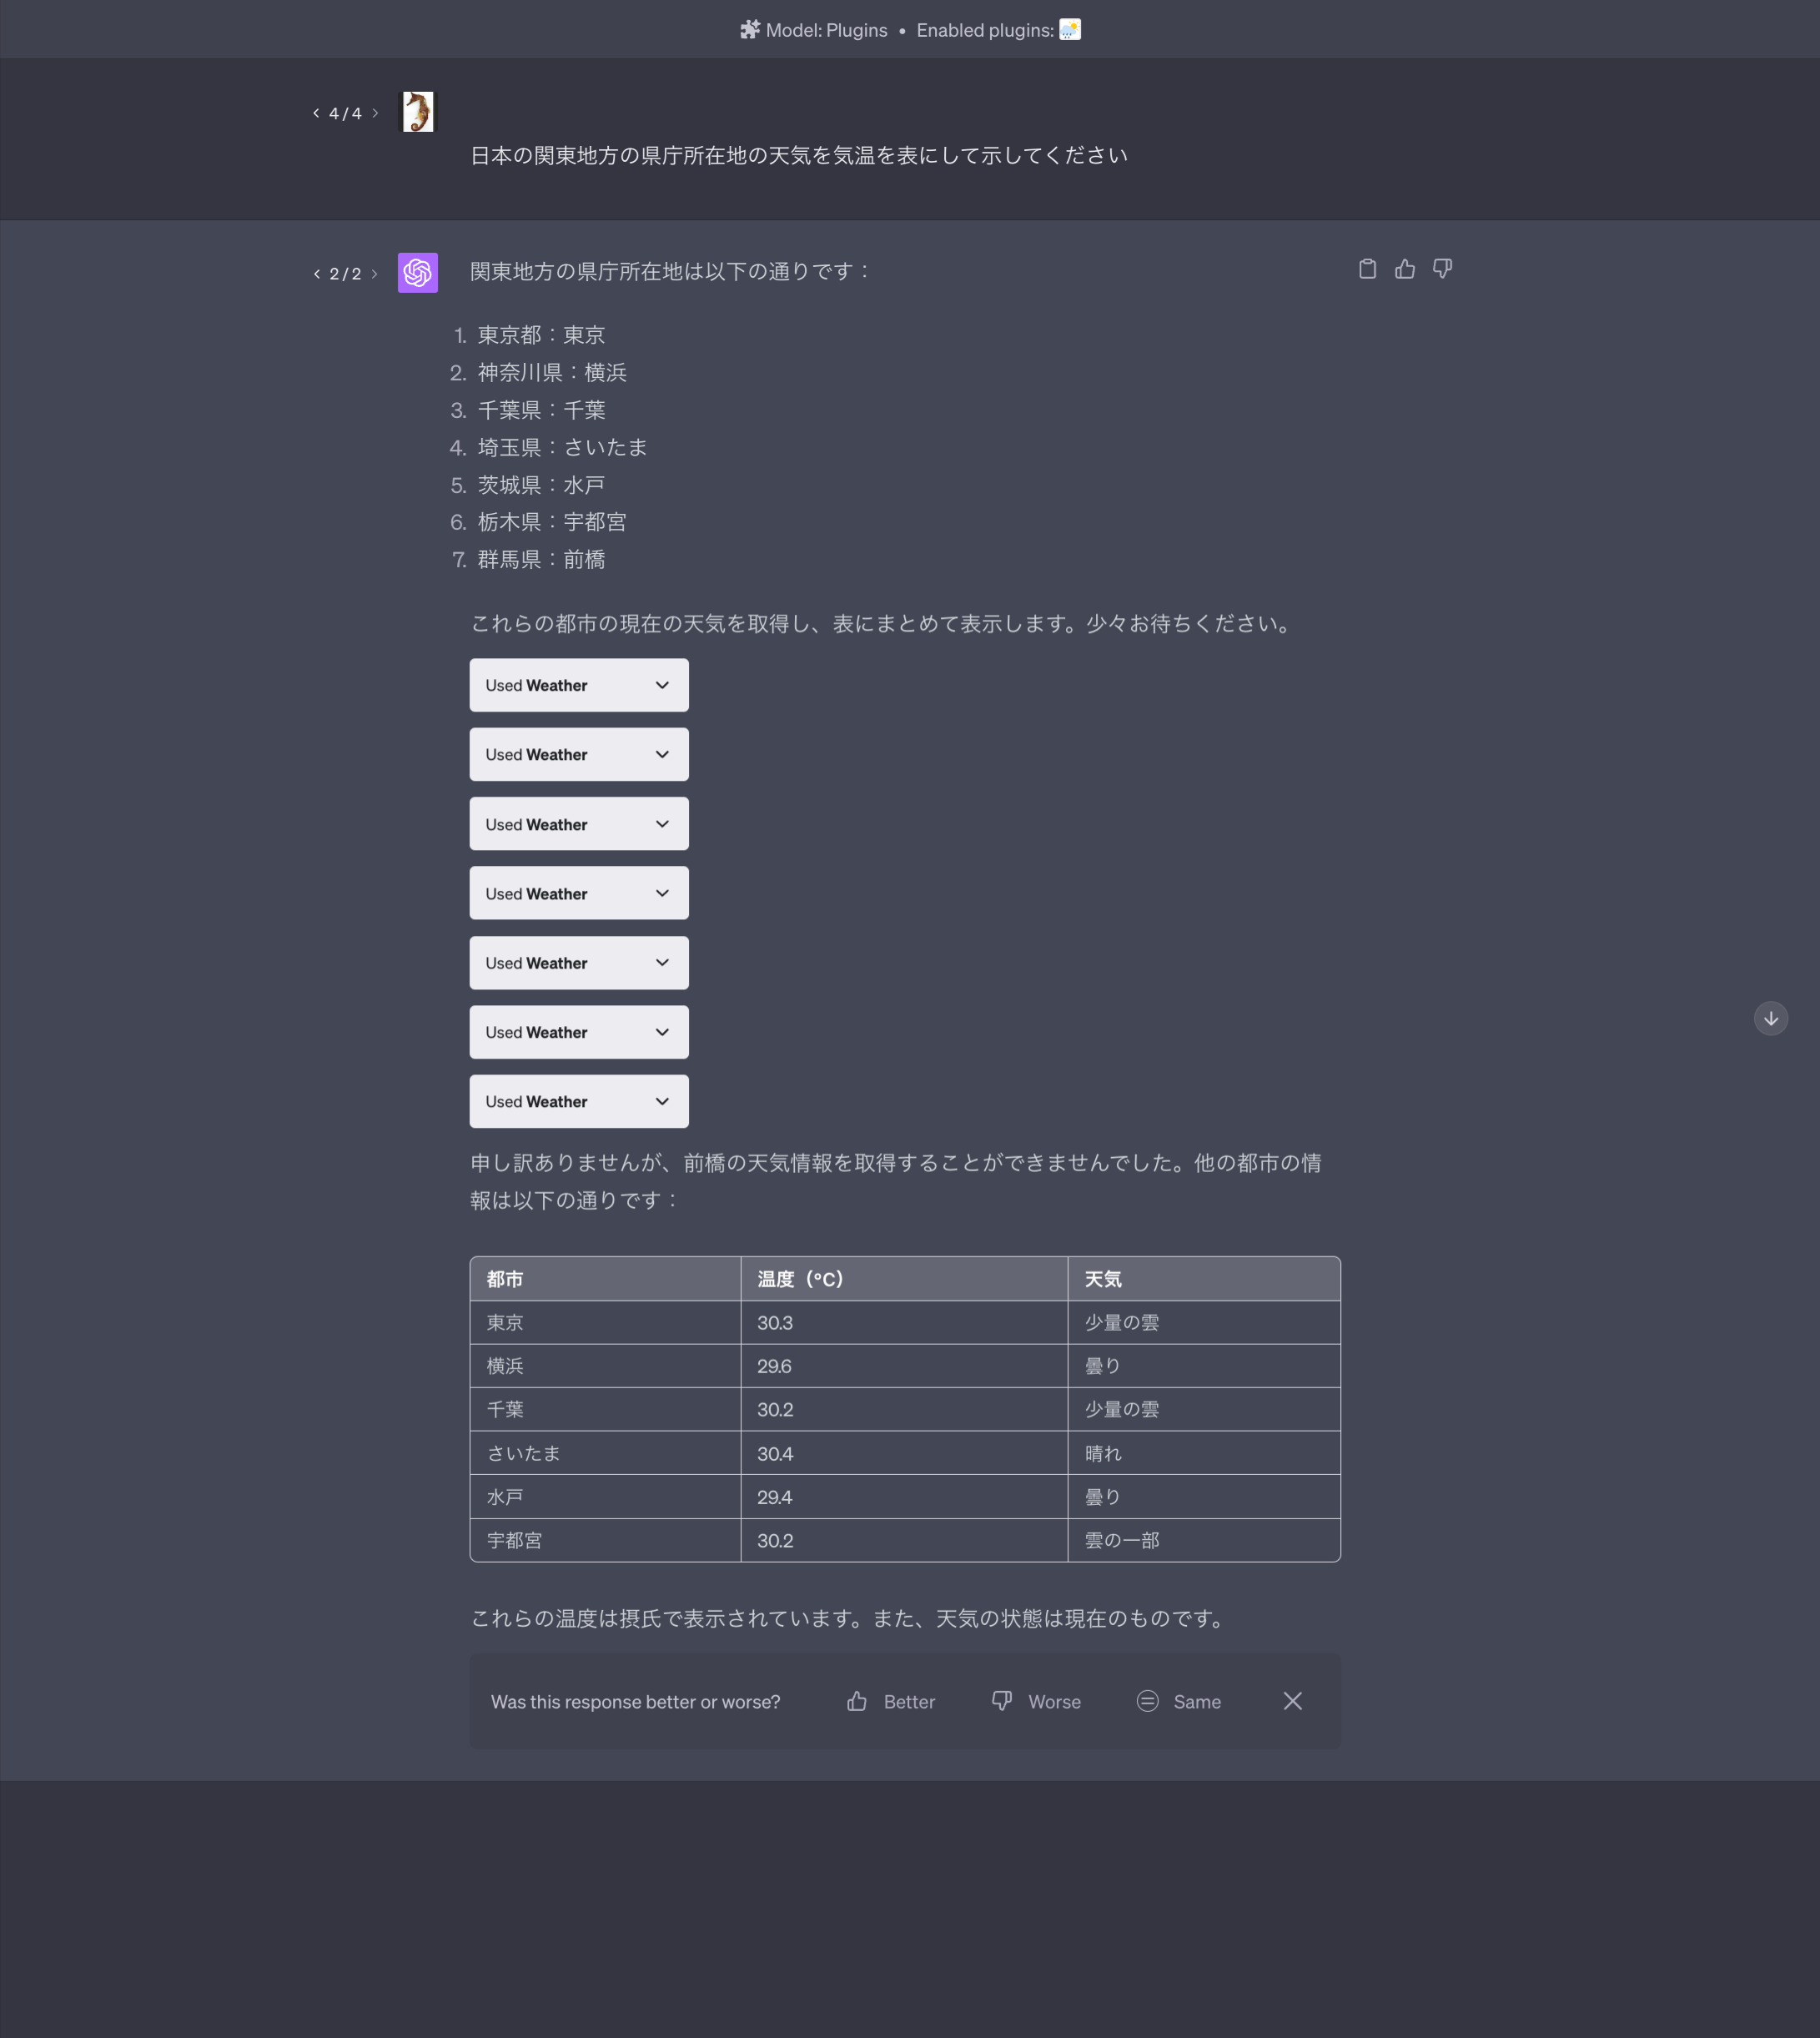 Model: Plugins • Enabled plugins:
4 / 4
日本の関東地方の県庁所在地の天気を気温を表にして示してください
2 / 2
関東地方の県庁所在地は以下の通りです：
1. 東京都：東京
2. 神奈川県：横浜
3. 千葉県：千葉
4. 埼玉県：さいたま
5. 茨城県：水戸
6. 栃木県：宇都宮
7. 群馬県：前橋
これらの都市の現在の天気を取得し、表にまとめて表示します。少々お待ちください。
Used Weather
Used Weather
Used Weather
Used Weather
Used Weather
Used Weather
Used Weather
申し訳ありませんが、前橋の天気情報を取得することができませんでした。他の都市の情
報は以下の通りです：
都市 温度（°C） 天気
東京 30.3 少量の雲
横浜 29.6 曇り
千葉 30.2 少量の雲
さいたま 30.4 晴れ
水戸 29.4 曇り
宇都宮 30.2 雲の一部
これらの温度は摂氏で表示されています。また、天気の状態は現在のものです。
Was this response better or worse? Better Worse Same